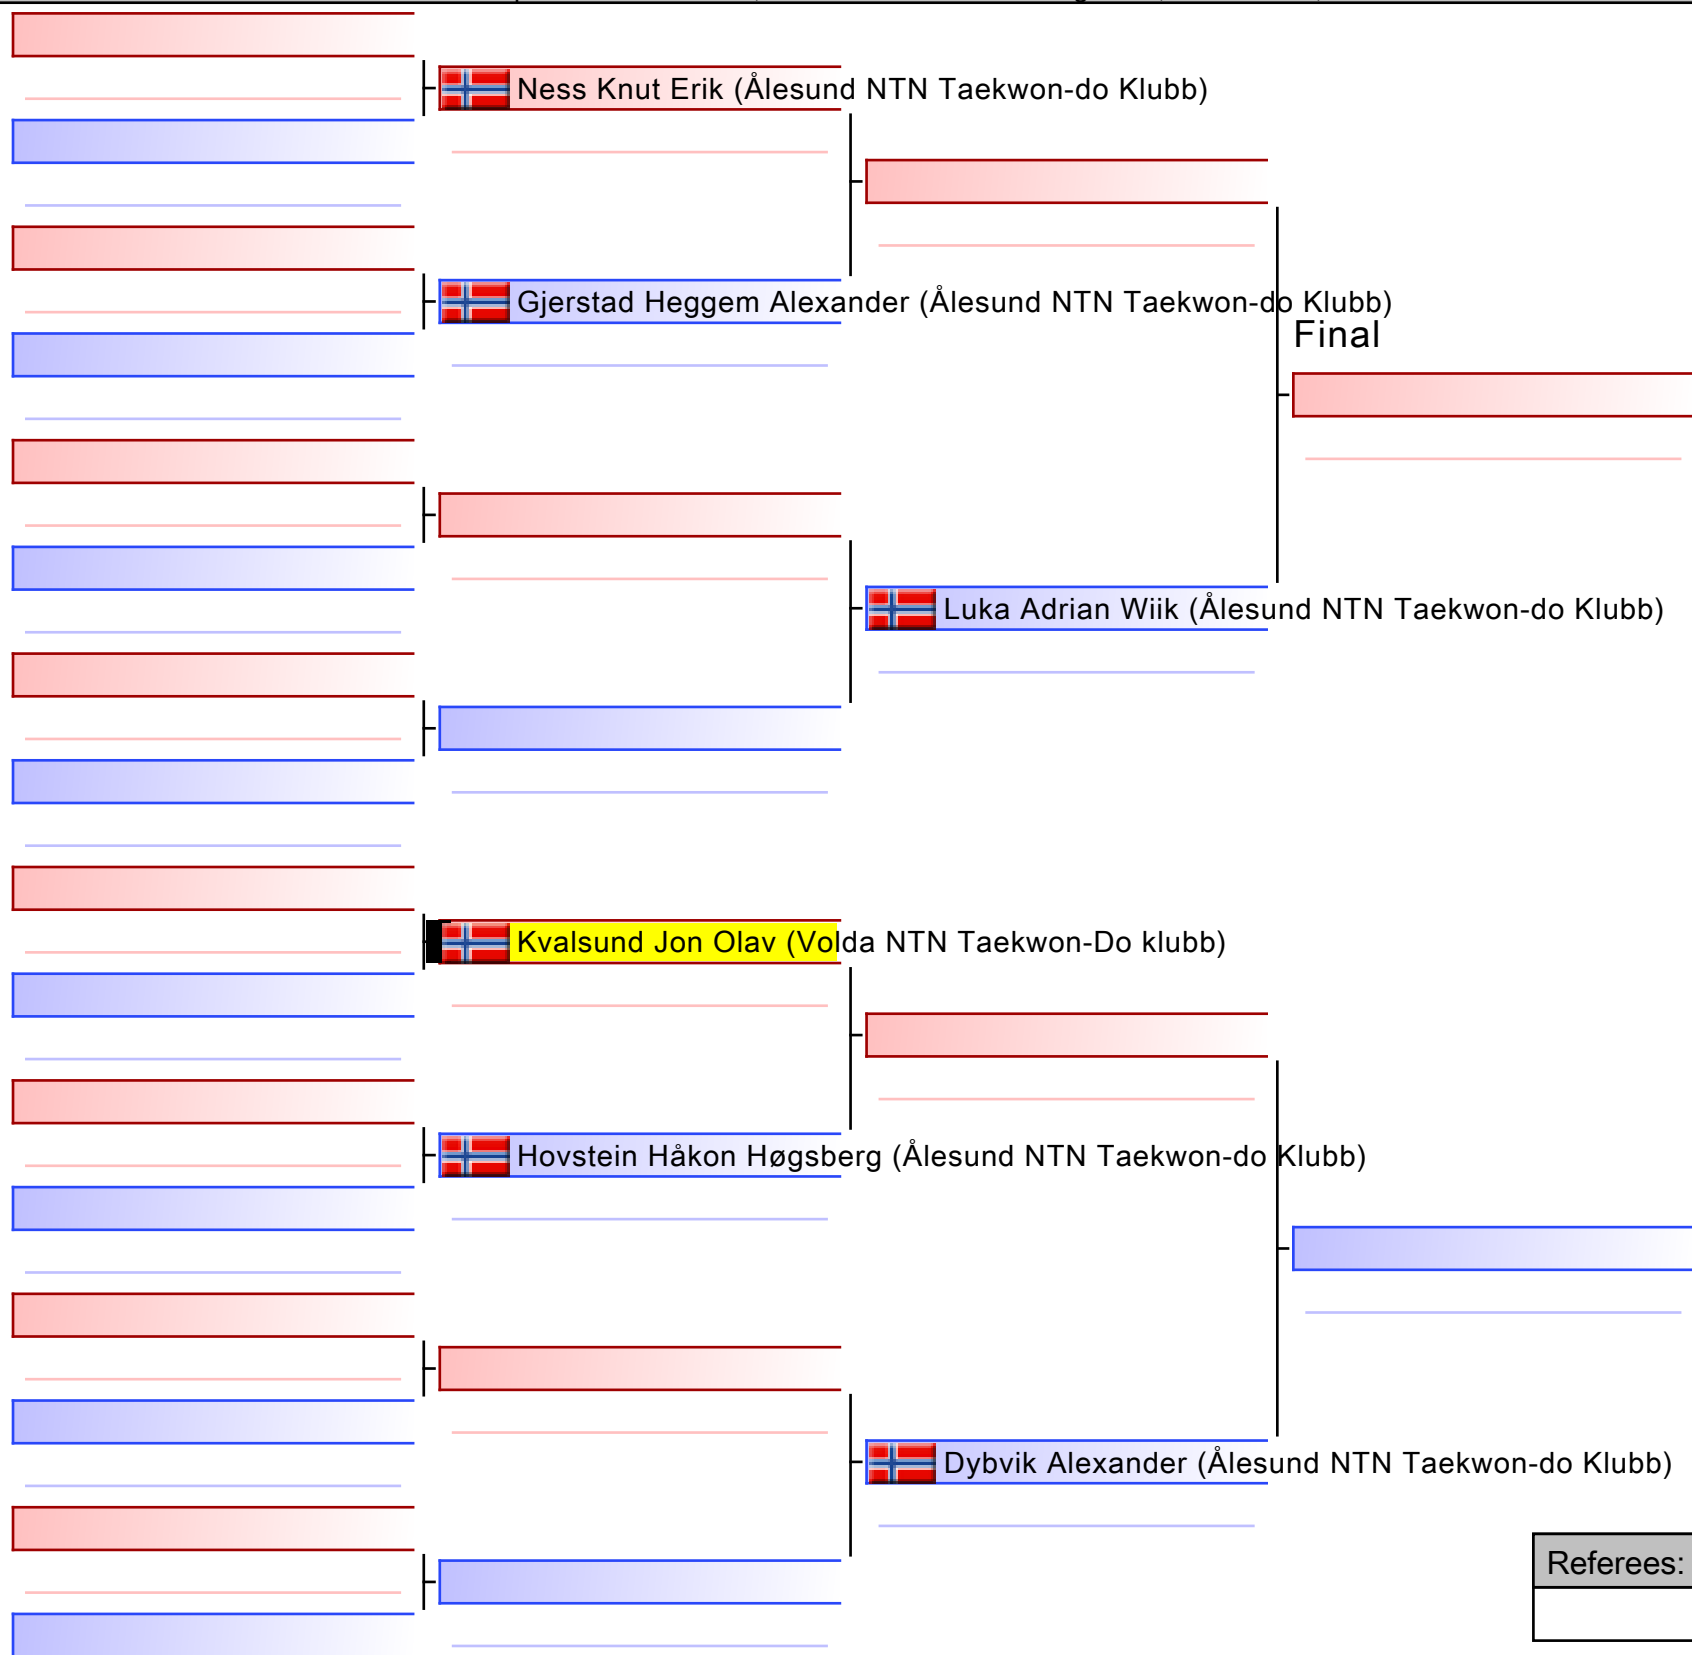 Ness Knut Erik (Ålesund NTN Taekwon-do Klubb)
Gjerstad Heggem Alexander (Ålesund NTN Taekwon-do Klubb)
Final
Luka Adrian Wiik (Ålesund NTN Taekwon-do Klubb)
Kvalsund Jon Olav (Volda NTN Taekwon-Do klubb)
Hovstein Håkon Høgsberg (Ålesund NTN Taekwon-do Klubb)
Dybvik Alexander (Ålesund NTN Taekwon-do Klubb)
Referees: